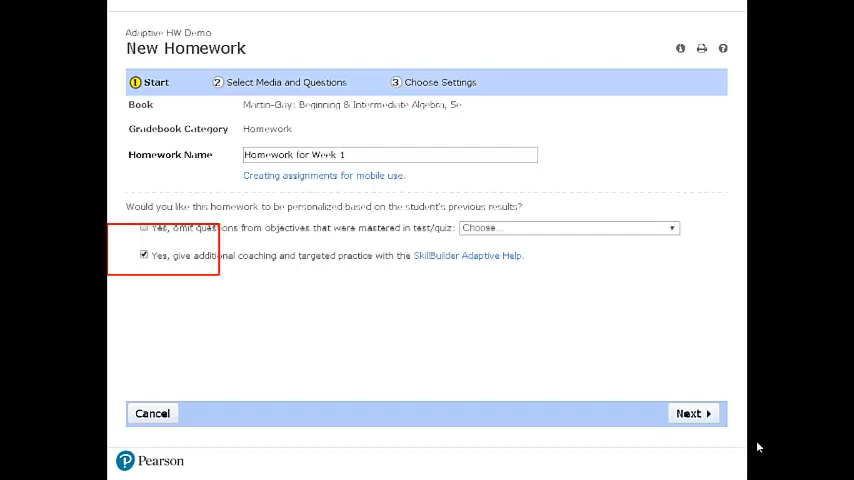 Adaptive HW Demo
New Homework
1 Start 2 Select Media and Questions 3 Choose Settings
Book Martin-Gay: Beginning & Intermediate Algebra, 5e
Gradebook Category Homework
Homework Name Homework for Week 1
Creating assignments for mobile use.
Would you like this homework to be personalized based on the student's previous results?
Yes, omit questions from objectives that were mastered in test/quiz: Choose...
Yes, give additional coaching and targeted practice with the SkillBuilder Adaptive Help.
Cancel Next
P Pearson